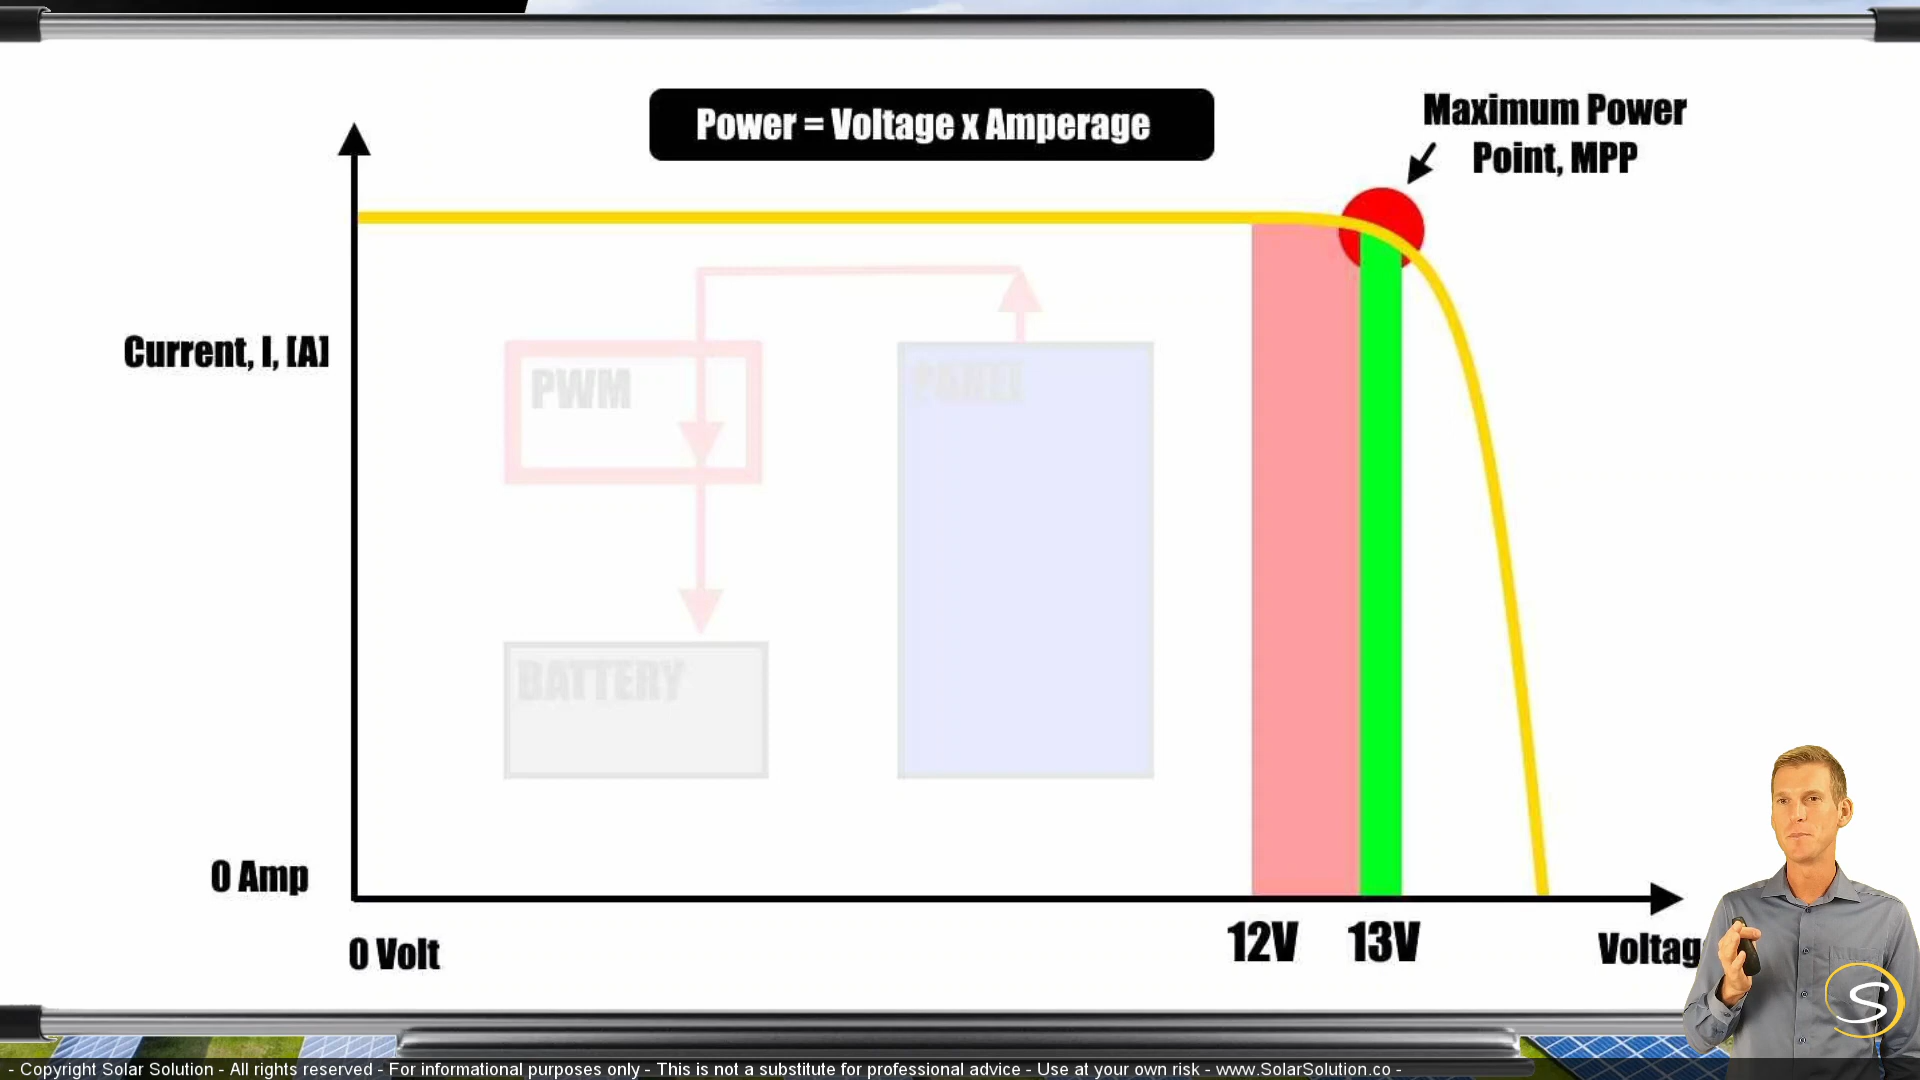 Power = Voltage x Amperage
Maximum Power
Point, MPP
Current, I, [A]
PWM
PANEL
BATTERY
0 Amp
0 Volt
12V
13V
Voltag
S
- Copyright Solar Solution - All rights reserved - For informational purposes only - This is not a substitute for professional advice - Use at your own risk - www.SolarSolution.co -